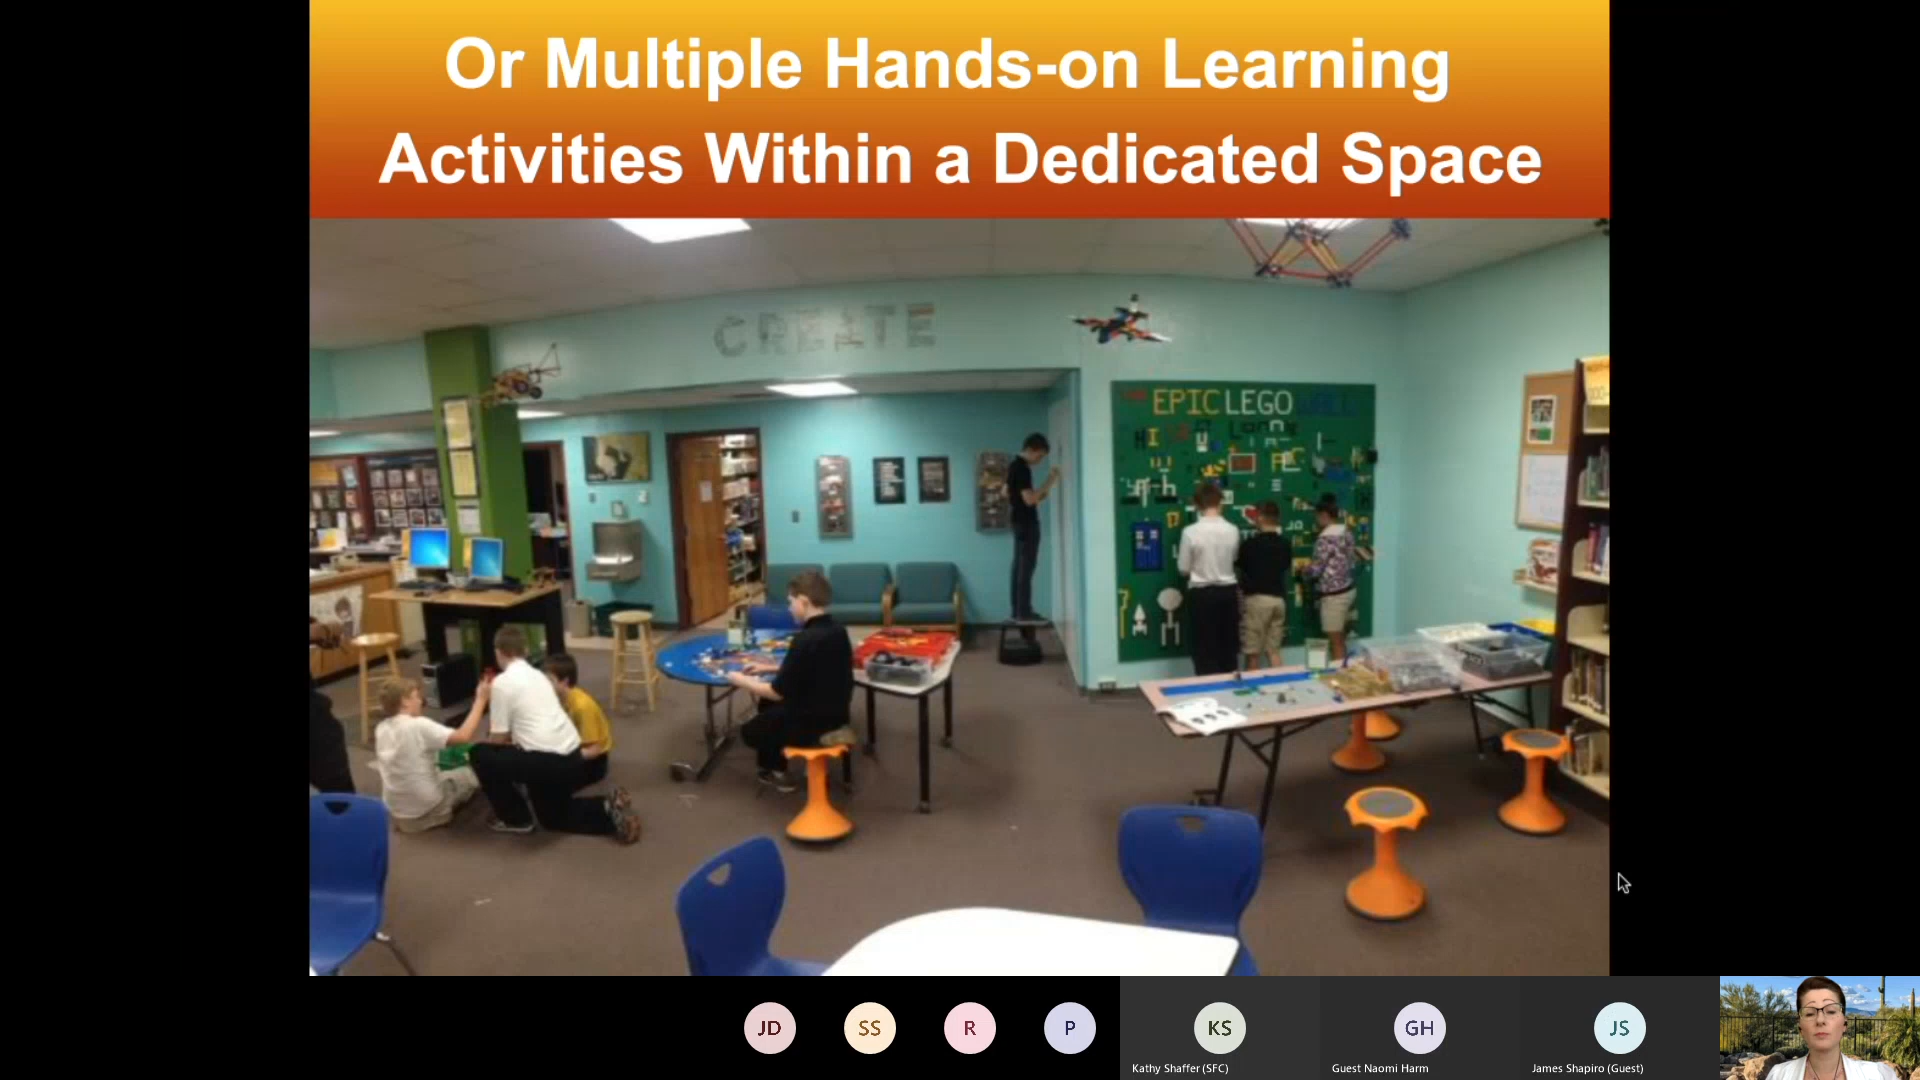 Or Multiple Hands-on Learning
Activities Within a Dedicated Space
CREATE
EPIC LEGO
HI
JD
SS
R
P
KS
GH
JS
Kathy Shaffer (SFC)
Guest Naomi Harm
James Shapiro (Guest)